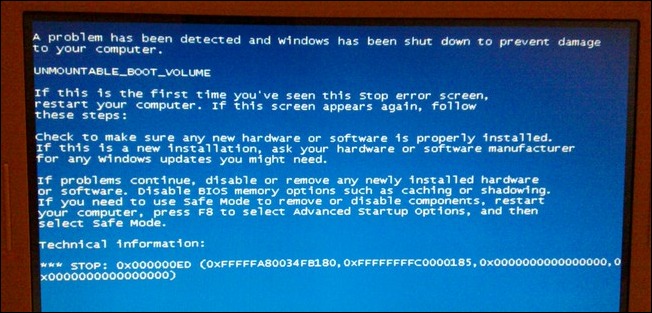 A problem has been detected and Windows has been shut down to prevent damage
to your computer.
UNMOUNTABLE_BOOT_VOLUME
If this is the first time you've seen this Stop error screen,
restart your computer. If this screen appears again, follow
these steps:
Check to make sure any new hardware or software is properly installed.
If this is a new installation, ask your hardware or software manufacturer
for any Windows updates you might need.
If problems continue, disable or remove any newly installed hardware
or software. Disable BIOS memory options such as caching or shadowing.
If you need to use Safe Mode to remove or disable components, restart
your computer, press F8 to select Advanced Startup Options, and then
select Safe Mode.
Technical information:
*** STOP: 0x000000ED (0xFFFFFA80034FB180,0xFFFFFFFFC0000185,0x0000000000000000,0
x0000000000000000)